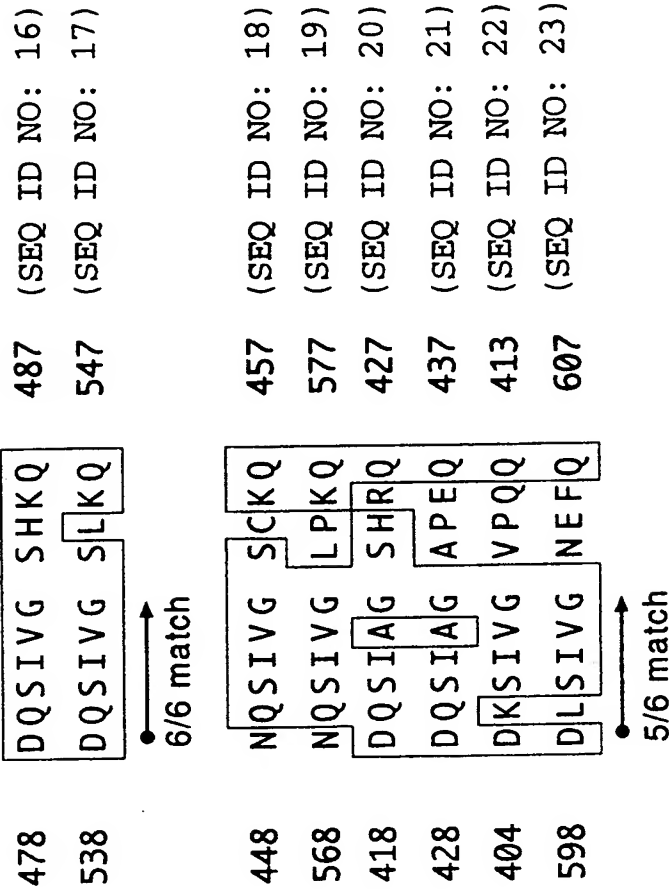 478 DQSIVG SHKQ 487 (SEQ ID NO: 16)
538 DQSIVG SLKQ 547 (SEQ ID NO: 17)
6/6 match
448 NQSIVG SCKQ 457 (SEQ ID NO: 18)
568 NQSIVG LPKQ 577 (SEQ ID NO: 19)
418 DQSIAG SHRQ 427 (SEQ ID NO: 20)
428 DQSIAG APEQ 437 (SEQ ID NO: 21)
404 DKSIVG VPQQ 413 (SEQ ID NO: 22)
598 DLSIVG NEFQ 607 (SEQ ID NO: 23)
5/6 match